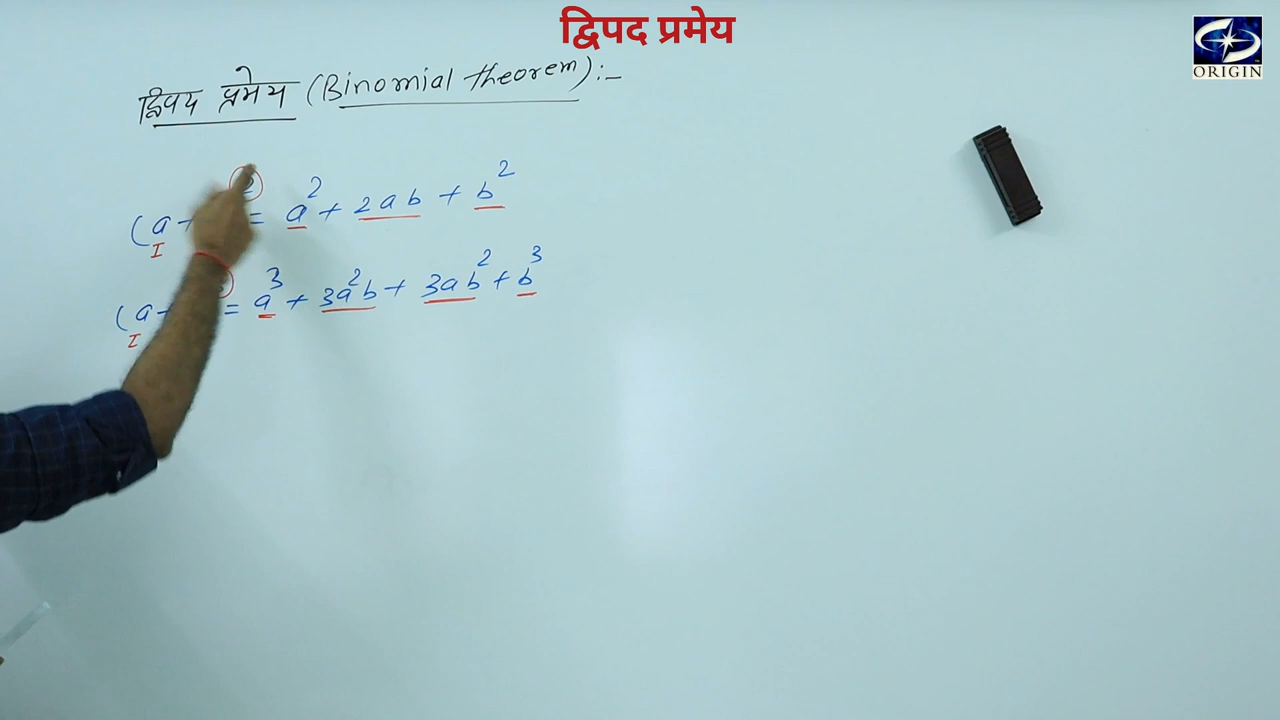 द्विपद प्रमेय
ORIGIN
द्विपद प्रमेय (Binomial theorem):-
(a + = a² + 2ab + b²
I
(a + = a³ + 3a²b + 3ab² + b³
I